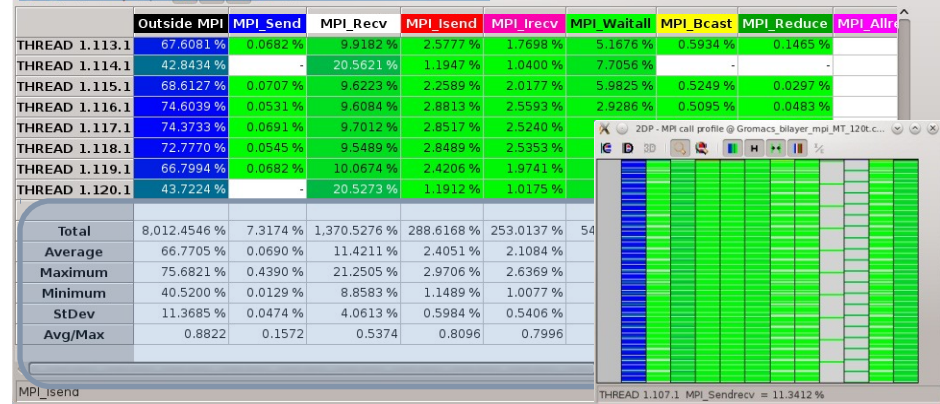 Outside MPI MPI_Send MPI_Recv MPI_Isend MPI_Irecv MPI_Waitall MPI_Bcast MPI_Reduce MPI_Allre
THREAD 1.113.1 67.6081 % 0.0682 % 9.9182 % 2.5777 % 1.7698 % 5.1676 % 0.5934 % 0.1465 %
THREAD 1.114.1 42.8434 % - 20.5621 % 1.1947 % 1.0400 % 7.7056 % - -
THREAD 1.115.1 68.6127 % 0.0707 % 9.6223 % 2.2589 % 2.0177 % 5.9825 % 0.5249 % 0.0297 %
THREAD 1.116.1 74.6039 % 0.0531 % 9.6084 % 2.8813 % 2.5593 % 2.9286 % 0.5095 % 0.0483 %
THREAD 1.117.1 74.3733 % 0.0691 % 9.7012 % 2.8517 % 2.5240 %
THREAD 1.118.1 72.7770 % 0.0545 % 9.5489 % 2.8489 % 2.5353 %
THREAD 1.119.1 66.7994 % 0.0682 % 10.0674 % 2.4206 % 1.9741 %
THREAD 1.120.1 43.7224 % - 20.5273 % 1.1912 % 1.0175 %
Total 8,012.4546 % 7.3174 % 1,370.5276 % 288.6168 % 253.0137 % 54
Average 66.7705 % 0.0690 % 11.4211 % 2.4051 % 2.1084 %
Maximum 75.6821 % 0.4390 % 21.2505 % 2.9706 % 2.6369 %
Minimum 40.5200 % 0.0129 % 8.8583 % 1.1489 % 1.0077 %
StDev 11.3685 % 0.0474 % 4.0613 % 0.5984 % 0.5406 %
Avg/Max 0.8822 0.1572 0.5374 0.8096 0.7996
MPI_Isend
2DP - MPI call profile @ Gromacs_bilayer_mpi_MT_120t.c...
3D H ½
THREAD 1.107.1 MPI_Sendrecv = 11.3412 %